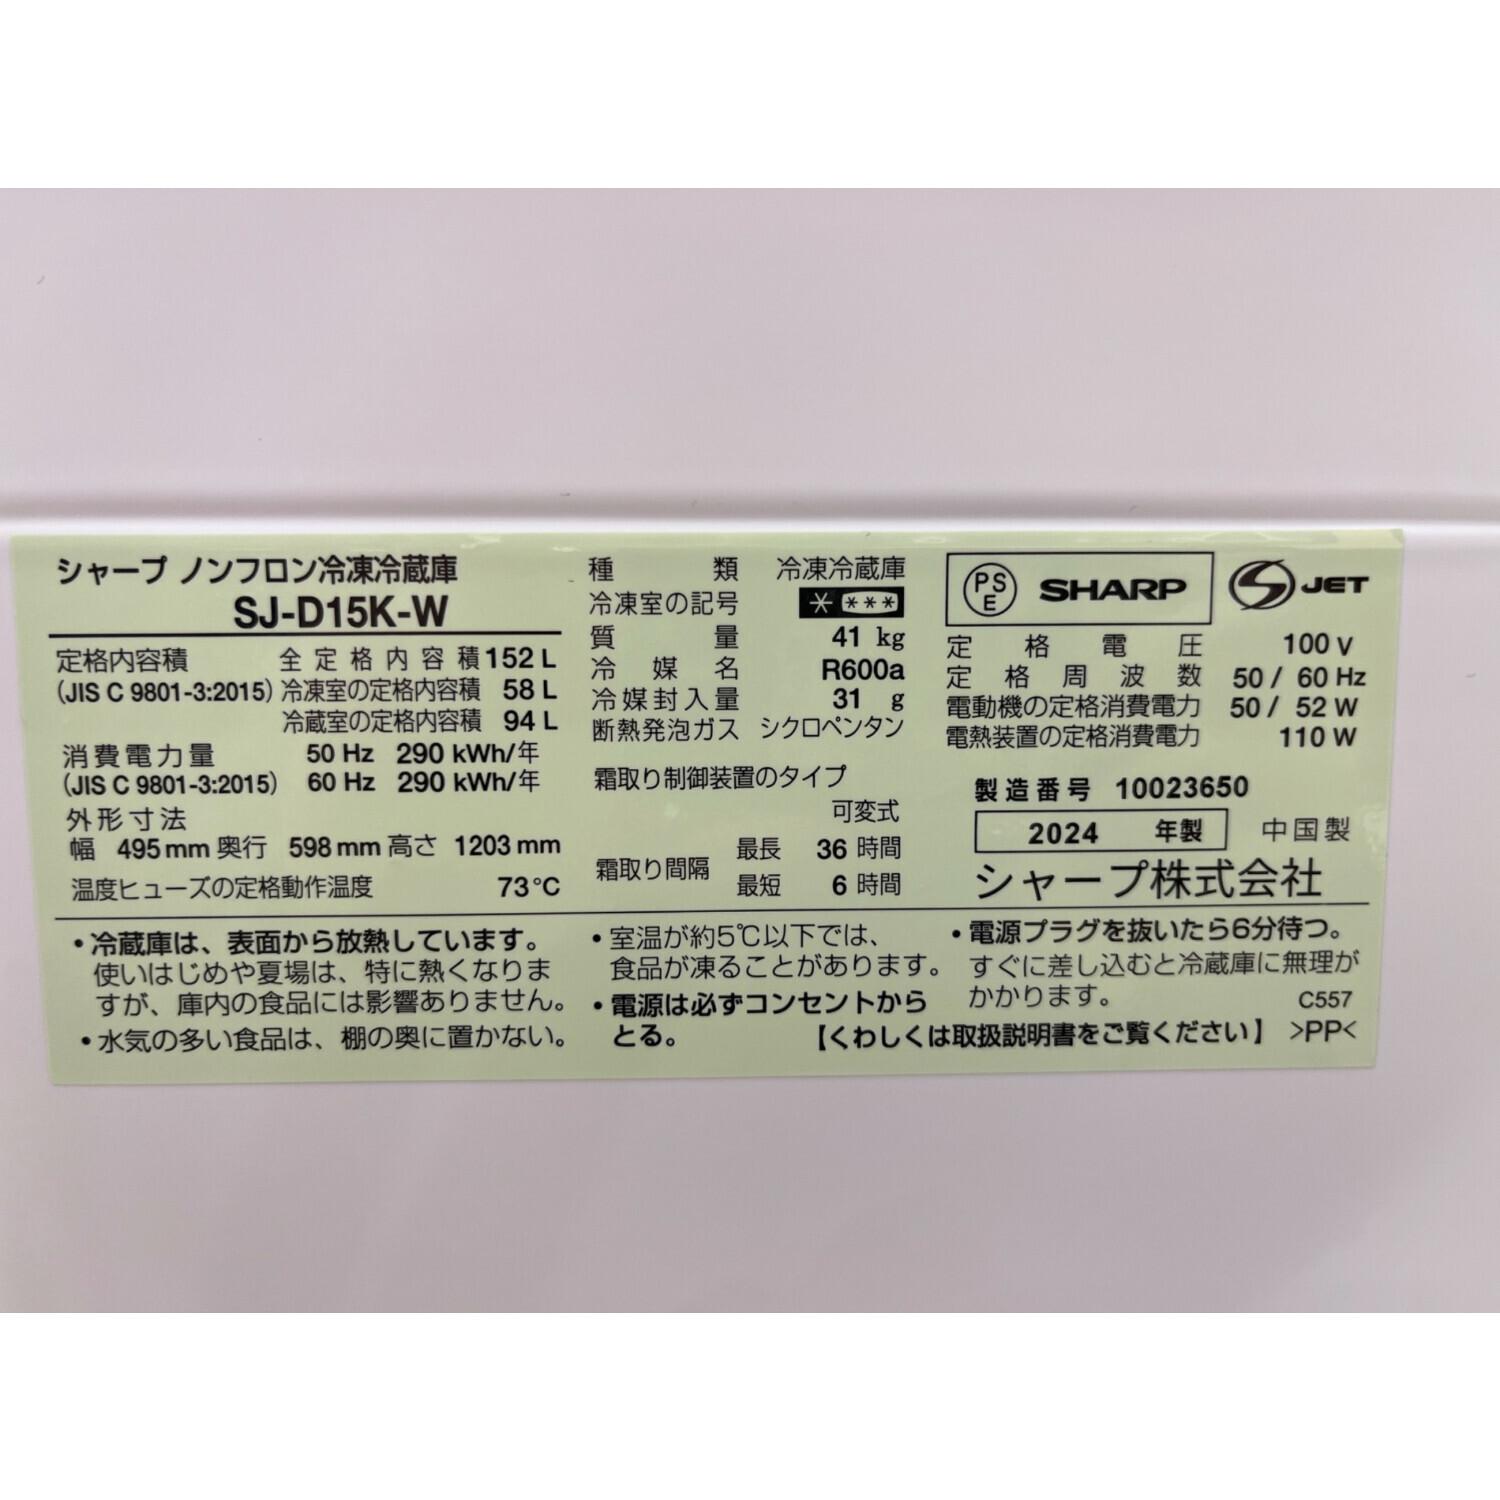 シャープ ノンフロン冷凍冷蔵庫
SJ-D15K-W
定格内容積 全定格内容積 152 L
(JIS C 9801-3:2015) 冷凍室の定格内容積 58 L
冷蔵室の定格内容積 94 L
消費電力量 50 Hz 290 kWh/年
(JIS C 9801-3:2015) 60 Hz 290 kWh/年
外形寸法
幅 495 mm 奥行 598 mm 高さ 1203 mm
温度ヒューズの定格動作温度 73℃
種類 冷凍冷蔵庫
冷凍室の記号 * ***
質量 41 kg
冷媒名 R600a
冷媒封入量 31 g
断熱発泡ガス シクロペンタン
霜取り制御装置のタイプ
可変式
霜取り間隔 最長 36 時間
最短 6 時間
PSE SHARP S JET
定格電圧 100 V
定格周波数 50 / 60 Hz
電動機の定格消費電力 50 / 52 W
電熱装置の定格消費電力 110 W
製造番号 10023650
2024 年製 中国製
シャープ株式会社
・冷蔵庫は、表面から放熱しています。
使いはじめや夏場は、特に熱くなりま
すが、庫内の食品には影響ありません。
・水気の多い食品は、棚の奥に置かない。
・室温が約5℃以下では、
食品が凍ることがあります。
・電源は必ずコンセントから
とる。
・電源プラグを抜いたら6分待つ。
すぐに差し込むと冷蔵庫に無理が
かかります。 C557
【くわしくは取扱説明書をご覧ください】 >PP<